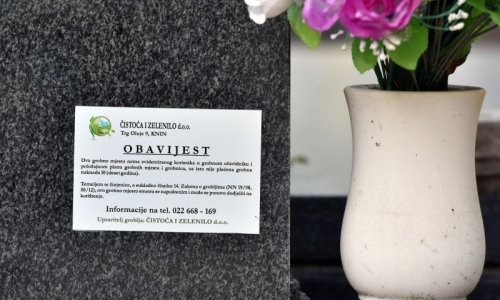 ČISTOĆA I ZELENILO d.o.o.
Trg Oluje 9, KNIN
OBAVIJEST
Ovo grobno mjesto nema evidentiranog korisnika u grobnom očevidniku i
položajnom planu grobnih mjesta i grobnica, za isto nije plaćena grobna
naknada 10 (deset godina).
Temeljem te činjenice, a sukladno članku 14. Zakona o grobljima (NN 19/98,
50/12), ovo grobno mjesto smatra se napuštenim i može se ponovo dodijeliti na
korištenje.
Informacije na tel. 022 668 - 169
Upravitelj groblja: ČISTOĆA I ZELENILO d.o.o.